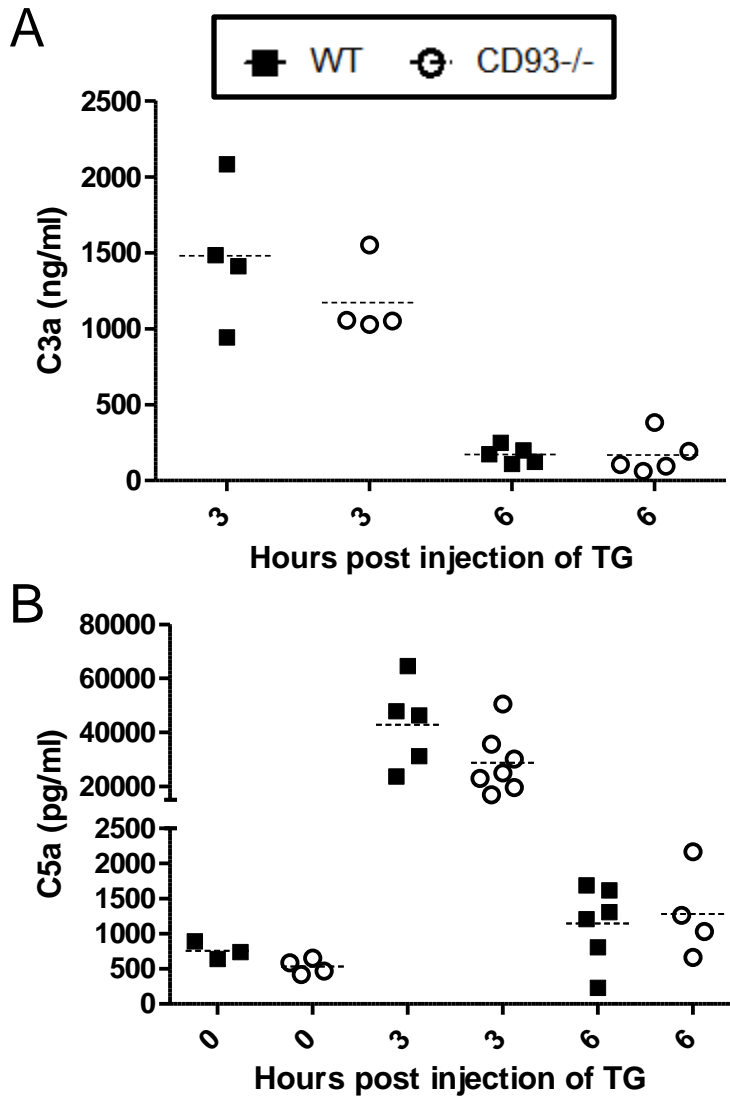 A
WT CD93-/-
2500
2000
1500
1000
500
0
C3a (ng/ml)
3 3 6 6
Hours post injection of TG
B
80000
60000
40000
20000
2500
2000
1500
1000
500
0
C5a (pg/ml)
0 0 3 3 6 6
Hours post injection of TG